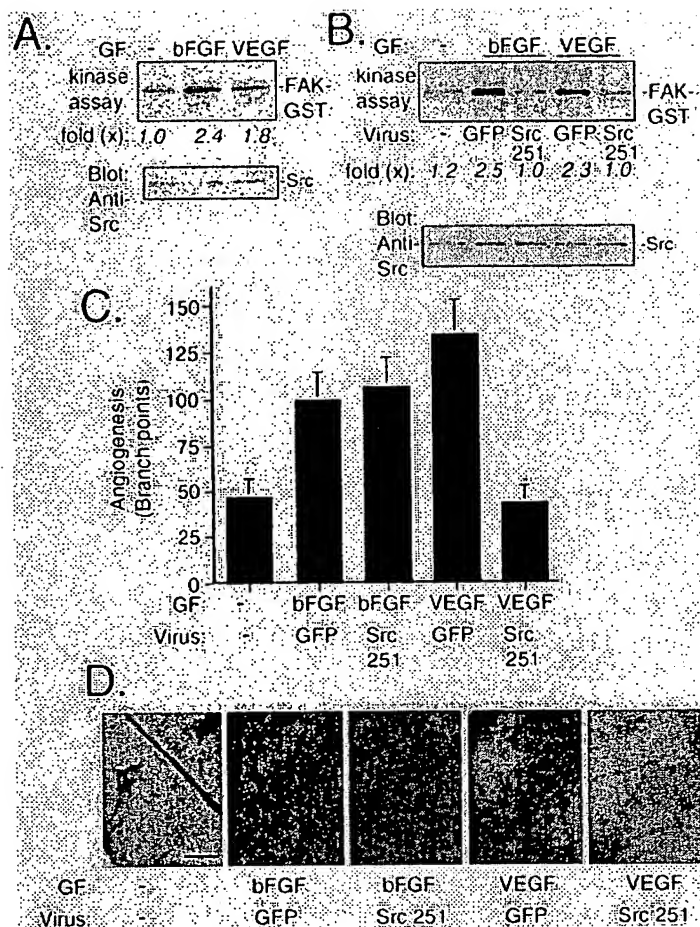 A.
GF: - bFGF VEGF
kinase assay
-FAK-GST
fold (x): 1.0 2.4 1.8
Blot: Anti-Src
-Src
B.
GF: - bFGF VEGF
kinase assay
-FAK-GST
Virus: - GFP Src 251 GFP Src 251
fold (x): 1.2 2.5 1.0 2.3 1.0
Blot: Anti-Src
-Src
C.
Angiogenesis
(Branch points)
150
125
100
75
50
25
0
GF: - bFGF bFGF VEGF VEGF
Virus: - GFP Src 251 GFP Src 251
D.
GF: - bFGF bFGF VEGF VEGF
Virus: - GFP Src 251 GFP Src 251